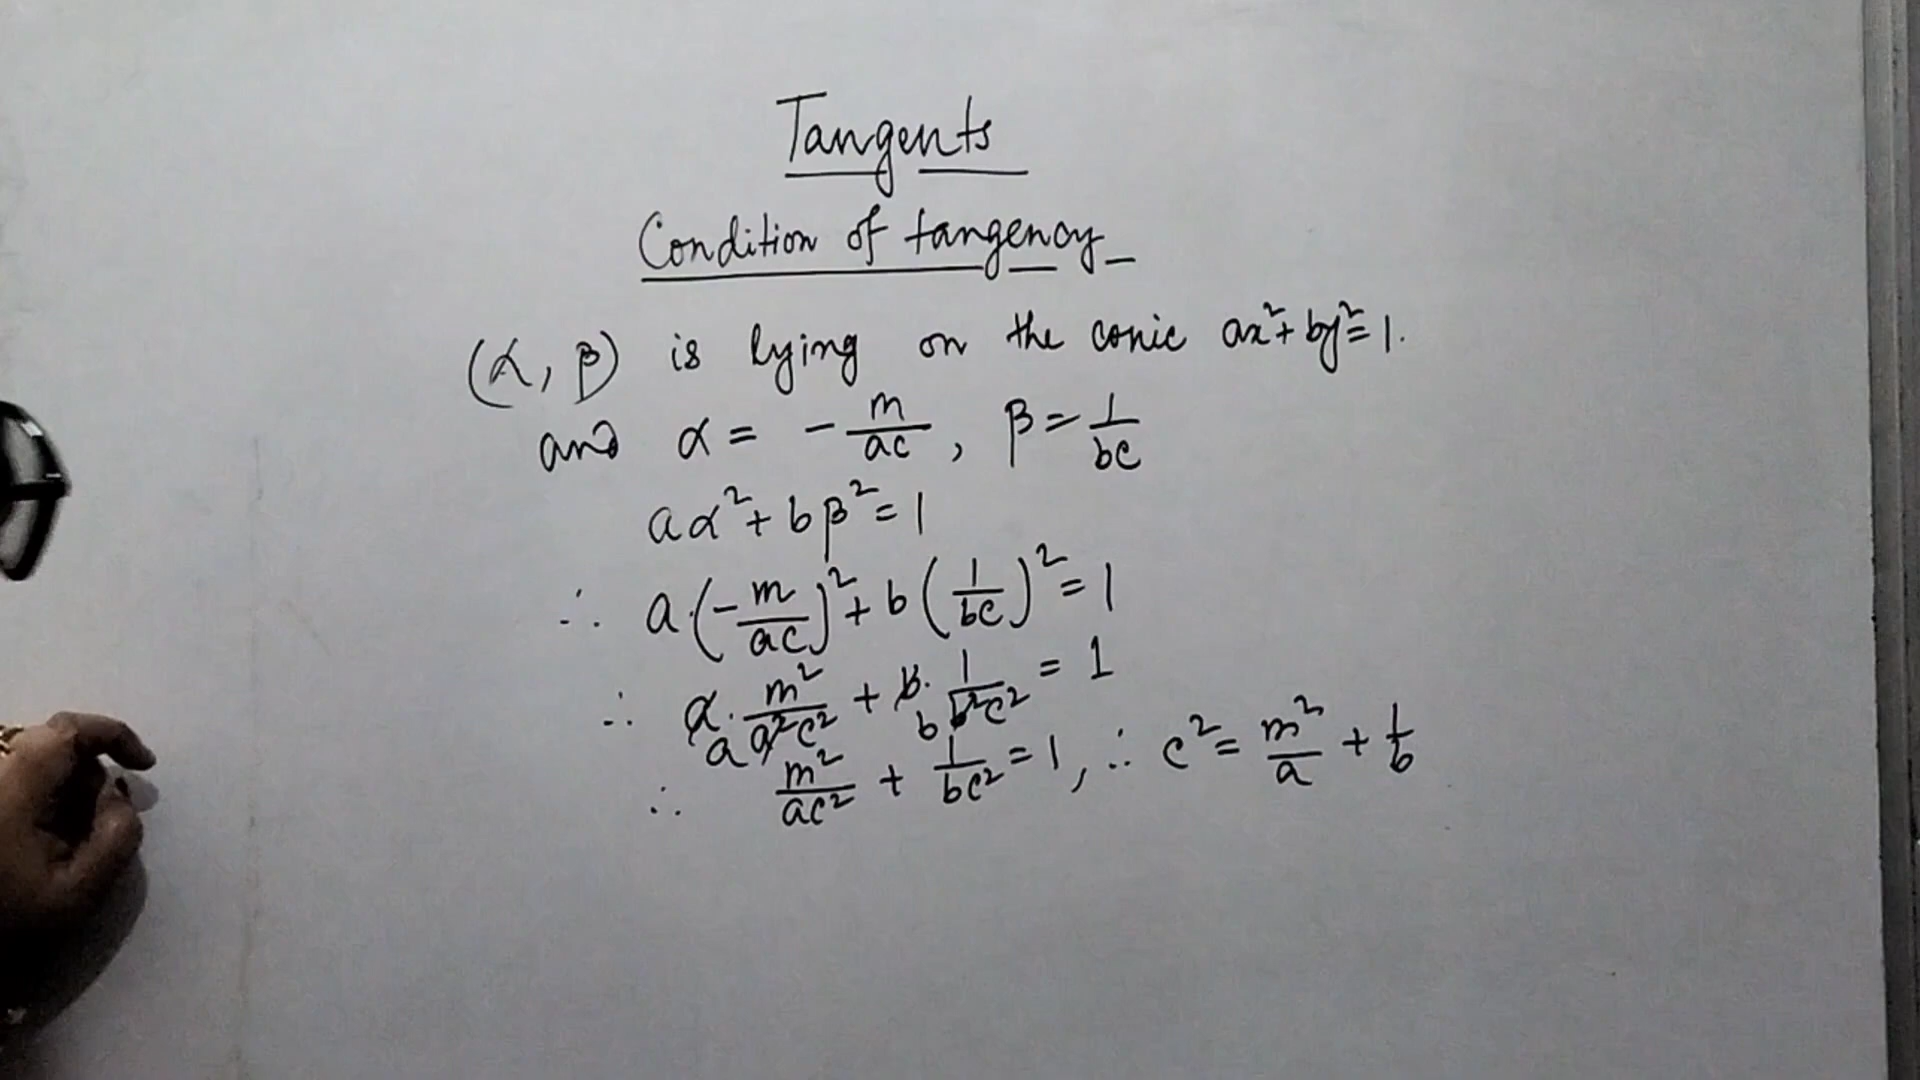 Tangents
Condition of tangency -
(α, β) is lying on the conic ax²+by²=1.
and α = - m/ac, β = 1/bc
aα²+bβ²=1
∴ a·(-m/ac)²+b(1/bc)²=1
∴ a·m²/a²c² + b·1/b²c² = 1
a b
∴ m²/ac² + 1/bc² = 1, ∴ c² = m²/a + 1/b